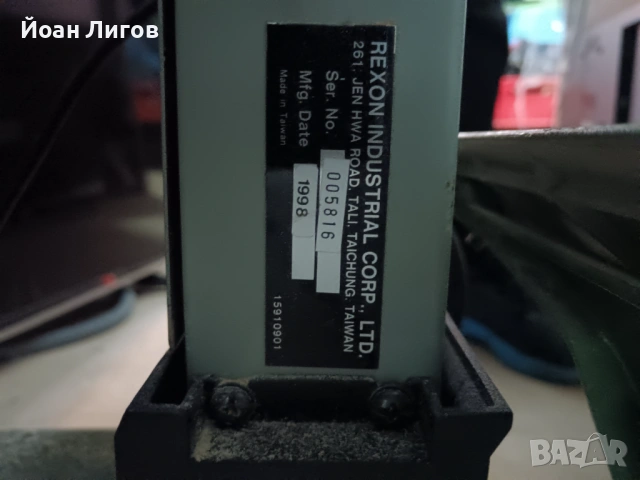 Йоан Лигов
REXON INDUSTRIAL CORP., LTD.
261, JEN HWA ROAD, TALI, TAICHUNG, TAIWAN
Ser. No. 005816
Mfg. Date 1998
Made in Taiwan
15910901
BAZAR